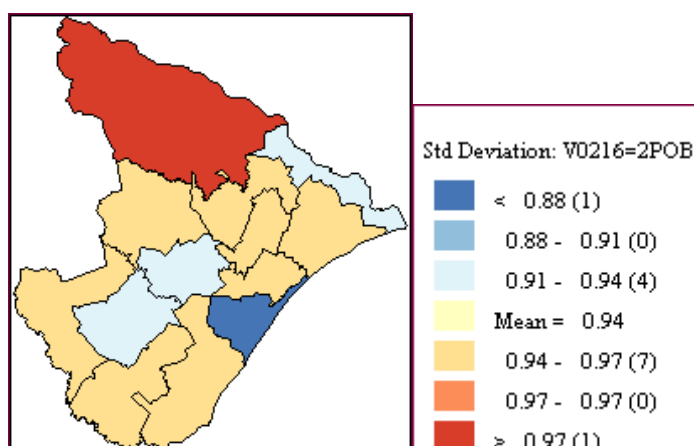 Std Deviation: V0216=2POB
< 0.88 (1)
0.88 - 0.91 (0)
0.91 - 0.94 (4)
Mean = 0.94
0.94 - 0.97 (7)
0.97 - 0.97 (0)
> 0.97 (1)